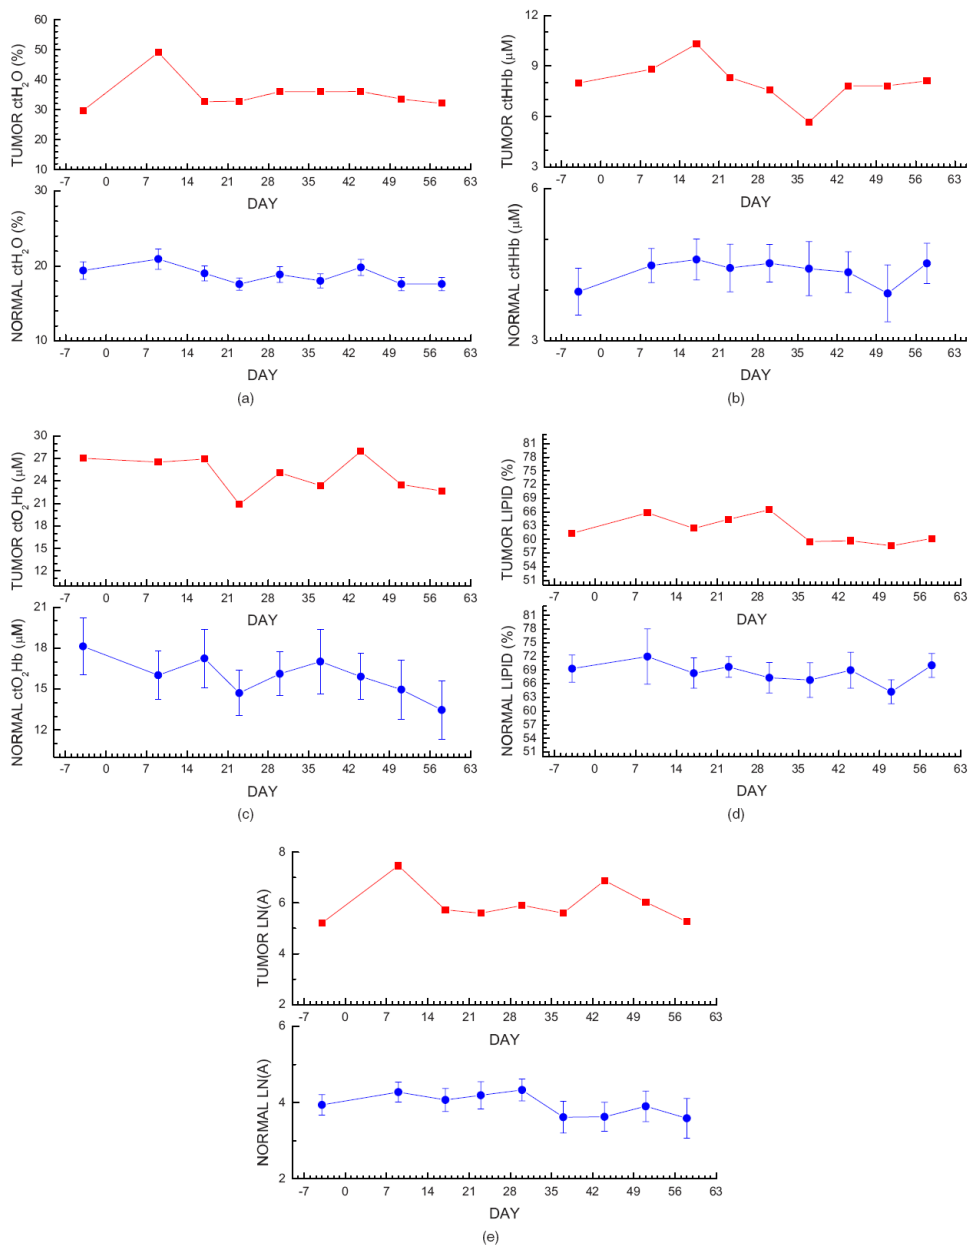 TUMOR ctH2O (%)
60
50
40
30
20
10
-7 0 7 14 21 28 35 42 49 56 63
DAY
NORMAL ctH2O (%)
30
20
10
-7 0 7 14 21 28 35 42 49 56 63
DAY
(a)
TUMOR ctHHb (μM)
12
9
6
3
-7 0 7 14 21 28 35 42 49 56 63
DAY
NORMAL ctHHb (μM)
6
3
-7 0 7 14 21 28 35 42 49 56 63
DAY
(b)
TUMOR ctO2Hb (μM)
30
27
24
21
18
15
12
-7 0 7 14 21 28 35 42 49 56 63
DAY
NORMAL ctO2Hb (μM)
21
18
15
12
-7 0 7 14 21 28 35 42 49 56 63
DAY
(c)
TUMOR LIPID (%)
81
78
75
72
69
66
63
60
57
54
51
-7 0 7 14 21 28 35 42 49 56 63
DAY
NORMAL LIPID (%)
81
78
75
72
69
66
63
60
57
54
51
-7 0 7 14 21 28 35 42 49 56 63
DAY
(d)
TUMOR LN(A)
8
6
4
2
-7 0 7 14 21 28 35 42 49 56 63
DAY
NORMAL LN(A)
6
4
2
-7 0 7 14 21 28 35 42 49 56 63
DAY
(e)